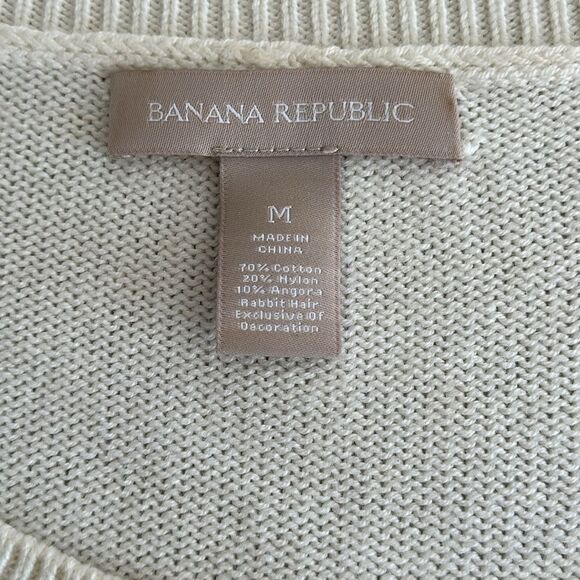 BANANA REPUBLIC
M
MADE IN
CHINA
70% Cotton
20% Nylon
10% Angora
Rabbit Hair
Exclusive Of
Decoration